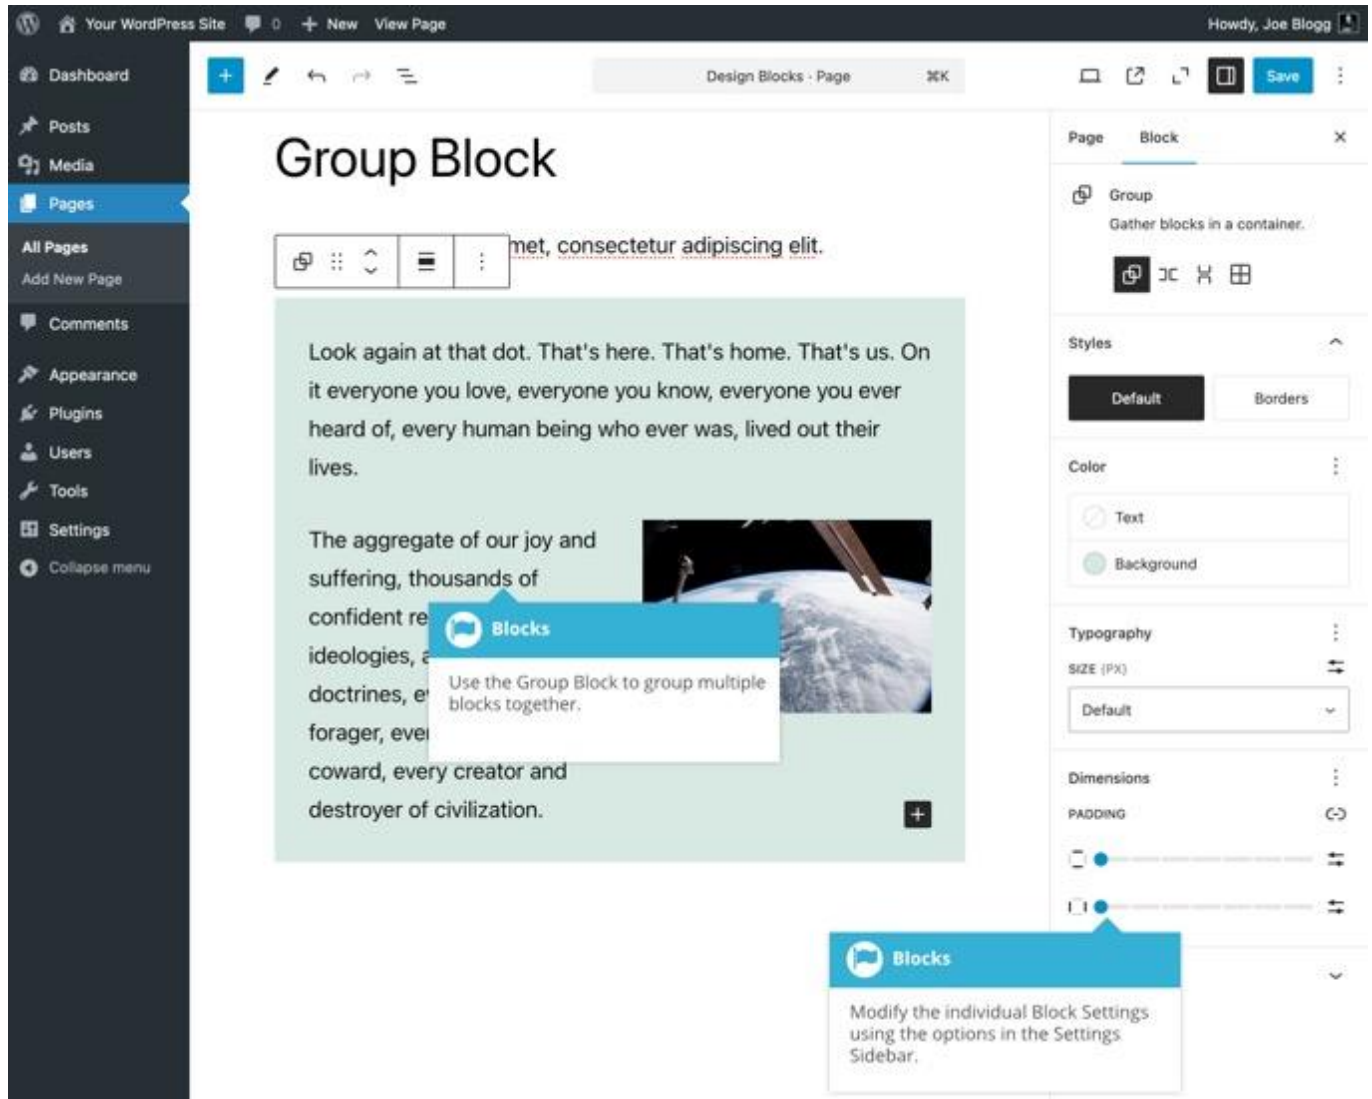 Your WordPress Site 0 + New View Page Howdy, Joe Blogg
Dashboard
Posts
Media
Pages
All Pages
Add New Page
Comments
Appearance
Plugins
Users
Tools
Settings
Collapse menu
Design Blocks · Page ⌘K
Save
Group Block
met, consectetur adipiscing elit.
Look again at that dot. That's here. That's home. That's us. On
it everyone you love, everyone you know, everyone you ever
heard of, every human being who ever was, lived out their
lives.
The aggregate of our joy and
suffering, thousands of
confident re
ideologies, a
doctrines, e
forager, ever
coward, every creator and
destroyer of civilization.
Blocks
Use the Group Block to group multiple
blocks together.
Page Block
Group
Gather blocks in a container.
Styles
Default Borders
Color
Text
Background
Typography
SIZE (PX)
Default
Dimensions
PADDING
Blocks
Modify the individual Block Settings
using the options in the Settings
Sidebar.